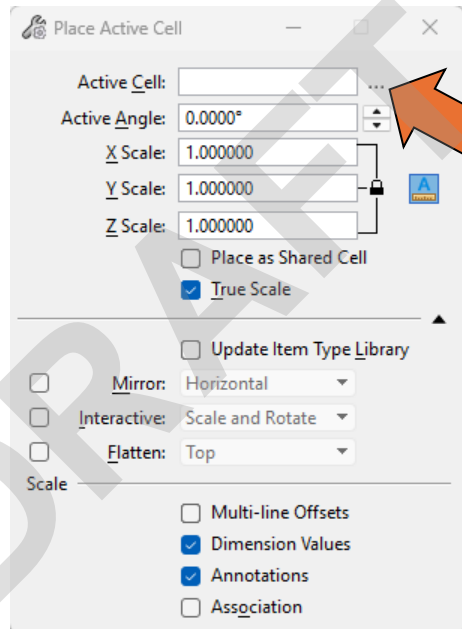 Place Active Cell
Active Cell: ...
Active Angle: 0.0000°
X Scale: 1.000000
Y Scale: 1.000000
A
Z Scale: 1.000000
Place as Shared Cell
True Scale
Update Item Type Library
Mirror: Horizontal
Interactive: Scale and Rotate
Flatten: Top
Scale
Multi-line Offsets
Dimension Values
Annotations
Association
DRAFT